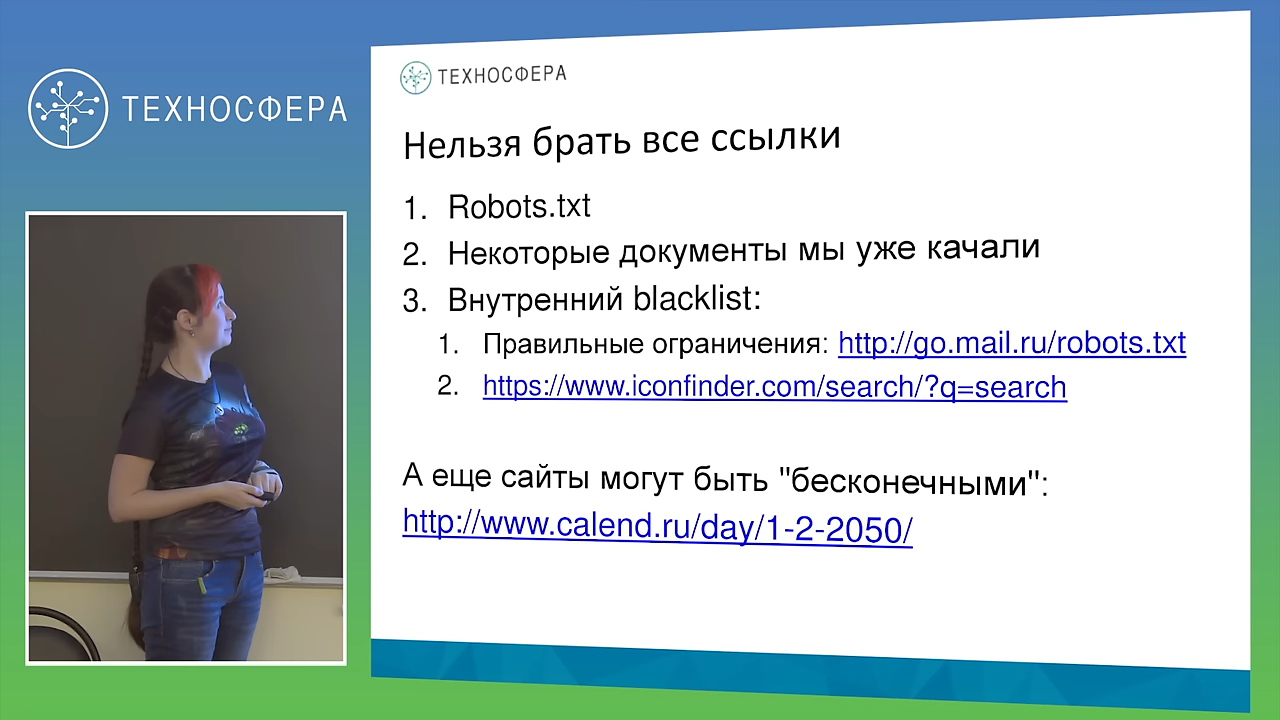 ТЕХНОСФЕРА
ТЕХНОСФЕРА
Нельзя брать все ссылки
1. Robots.txt
2. Некоторые документы мы уже качали
3. Внутренний blacklist:
1. Правильные ограничения: http://go.mail.ru/robots.txt
2. https://www.iconfinder.com/search/?q=search
А еще сайты могут быть "бесконечными":
http://www.calend.ru/day/1-2-2050/